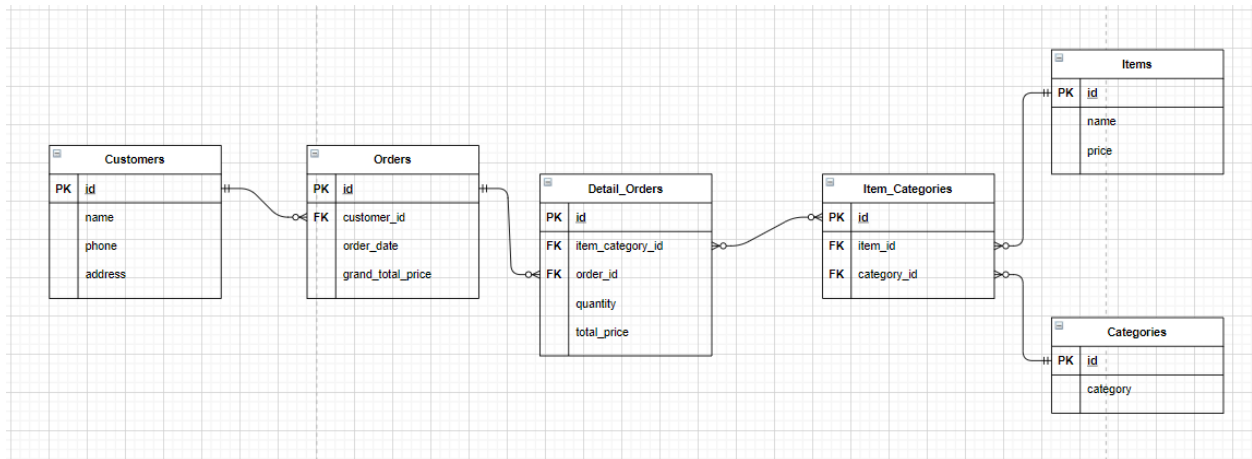 Customers
PK id
name
phone
address
Orders
PK id
FK customer_id
order_date
grand_total_price
Detail_Orders
PK id
FK item_category_id
FK order_id
quantity
total_price
Item_Categories
PK id
FK item_id
FK category_id
Items
PK id
name
price
Categories
PK id
category